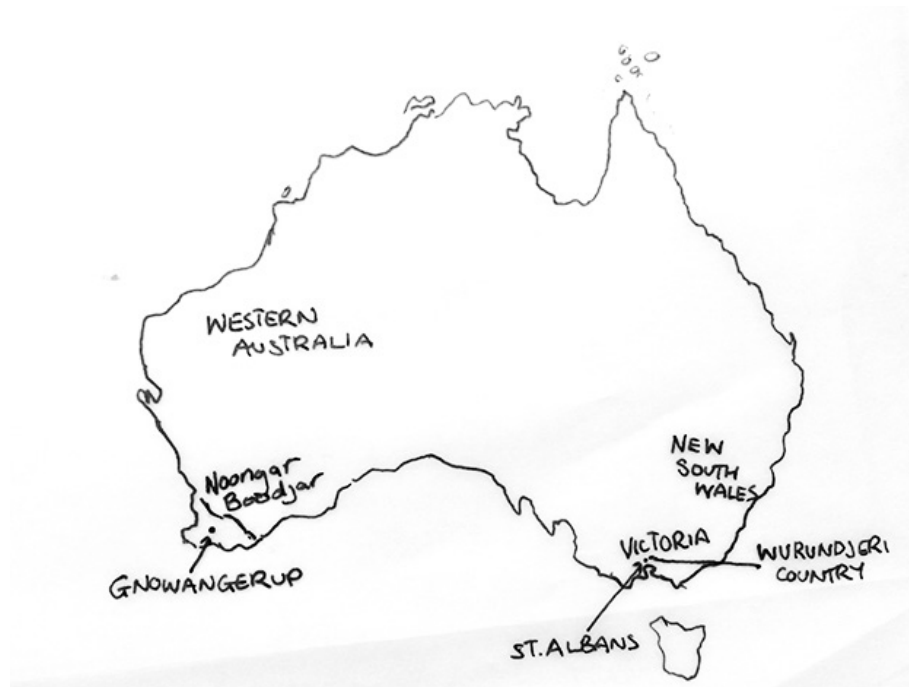 WESTERN
AUSTRALIA
NEW
SOUTH
WALES
Noongar
Boodjar
VICTORIA
WURUNDJERI
COUNTRY
GNOWANGERUP
ST. ALBANS